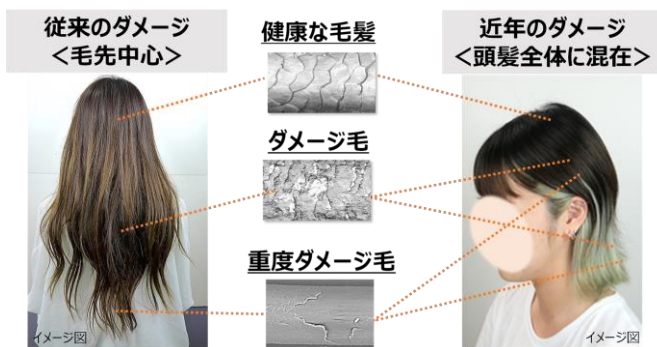 従来のダメージ
＜毛先中心＞
健康な毛髪
ダメージ毛
重度ダメージ毛
近年のダメージ
＜頭髪全体に混在＞
イメージ図
イメージ図